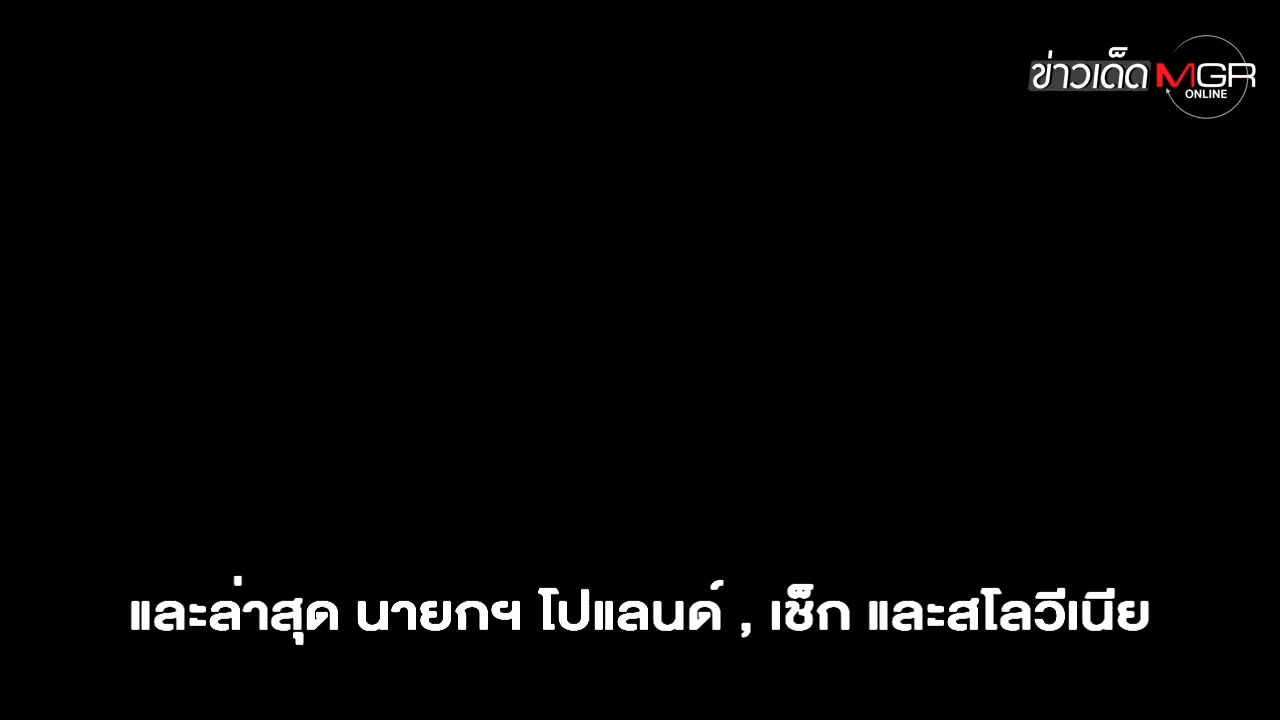 ข่าวเด็ด MGR
ONLINE
และล่าสุด นายกฯ โปแลนด์ , เช็ก และสโลวีเนีย